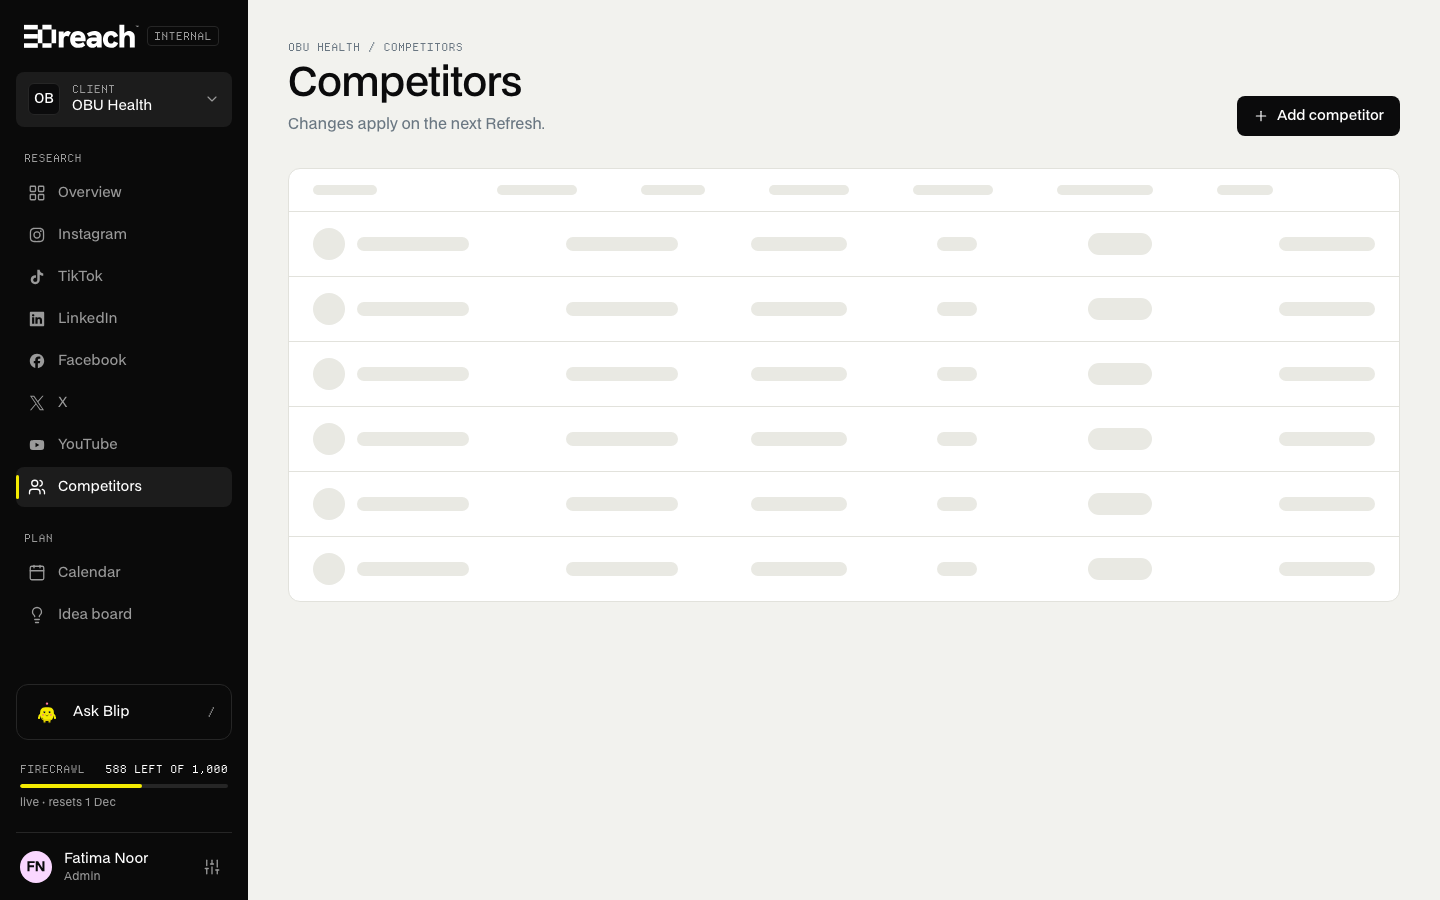 reach
INTERNAL
OB
CLIENT
OBU Health
RESEARCH
Overview
Instagram
TikTok
LinkedIn
Facebook
X
YouTube
Competitors
PLAN
Calendar
Idea board
Ask Blip
/
FIRECRAWL 588 LEFT OF 1,000
live · resets 1 Dec
FN
Fatima Noor
Admin
OBU HEALTH / COMPETITORS
Competitors
Changes apply on the next Refresh.
+ Add competitor